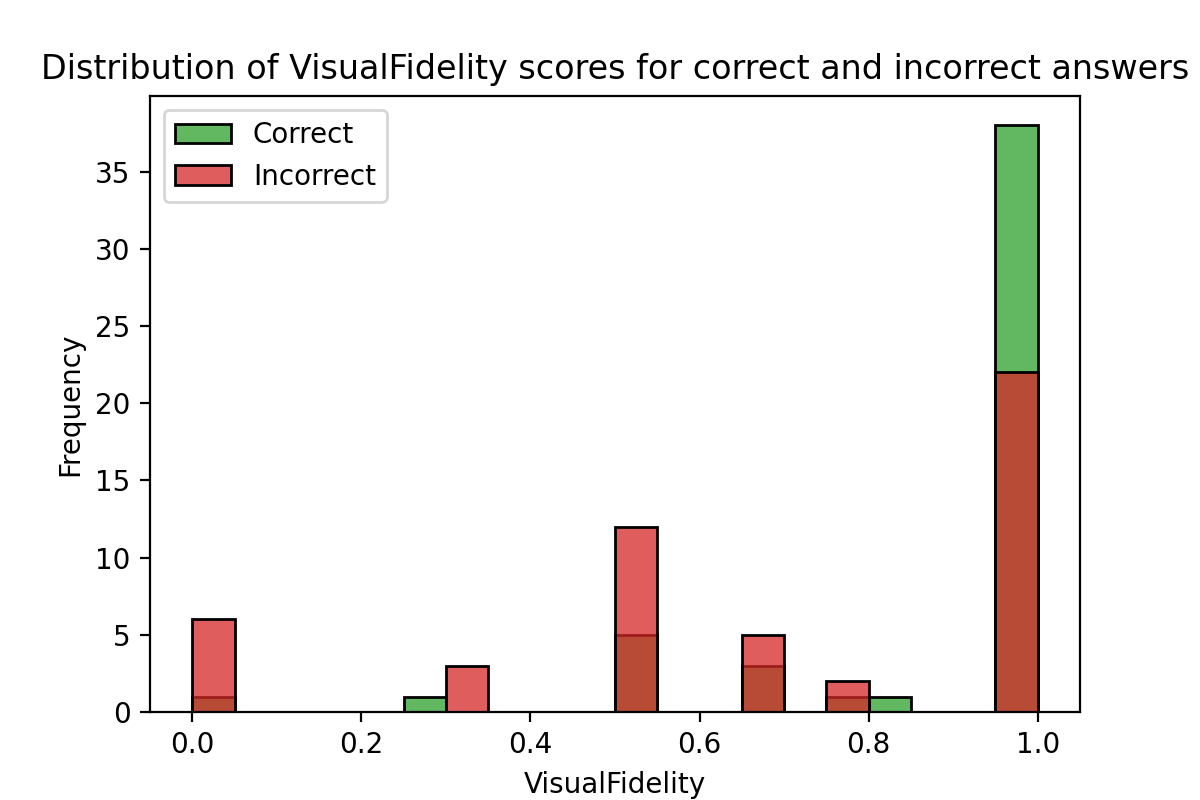 Distribution of VisualFidelity scores for correct and incorrect answers
Correct
Incorrect
35
30
25
20
15
10
5
0
Frequency
0.0 0.2 0.4 0.6 0.8 1.0
VisualFidelity